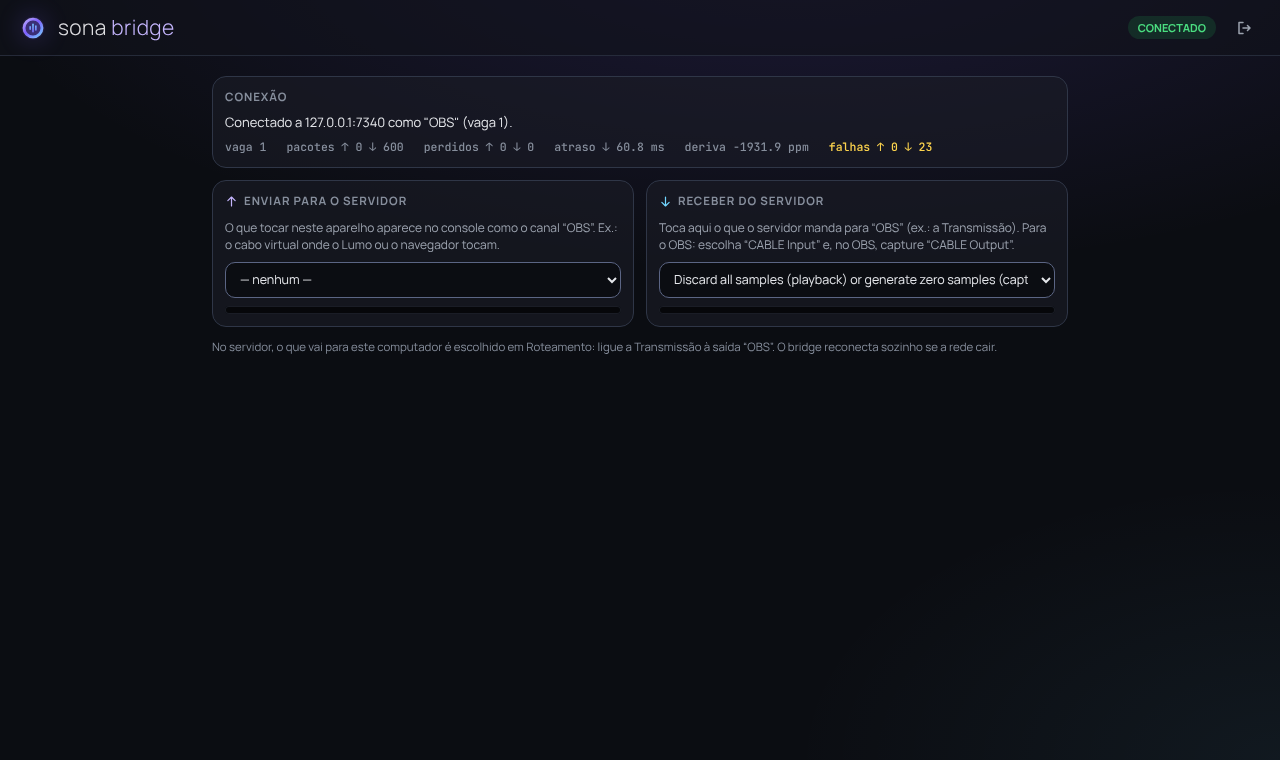 sona bridge
CONECTADO
CONEXÃO
Conectado a 127.0.0.1:7340 como "OBS" (vaga 1).
vaga 1 pacotes ↑ 0 ↓ 600 perdidos ↑ 0 ↓ 0 atraso ↓ 60.8 ms deriva -1931.9 ppm falhas ↑ 0 ↓ 23
↑ ENVIAR PARA O SERVIDOR
O que tocar neste aparelho aparece no console como o canal “OBS”. Ex.:
o cabo virtual onde o Lumo ou o navegador tocam.
— nenhum —
↓ RECEBER DO SERVIDOR
Toca aqui o que o servidor manda para “OBS” (ex.: a Transmissão). Para
o OBS: escolha “CABLE Input” e, no OBS, capture “CABLE Output”.
Discard all samples (playback) or generate zero samples (capt
No servidor, o que vai para este computador é escolhido em Roteamento: ligue a Transmissão à saída “OBS”. O bridge reconecta sozinho se a rede cair.